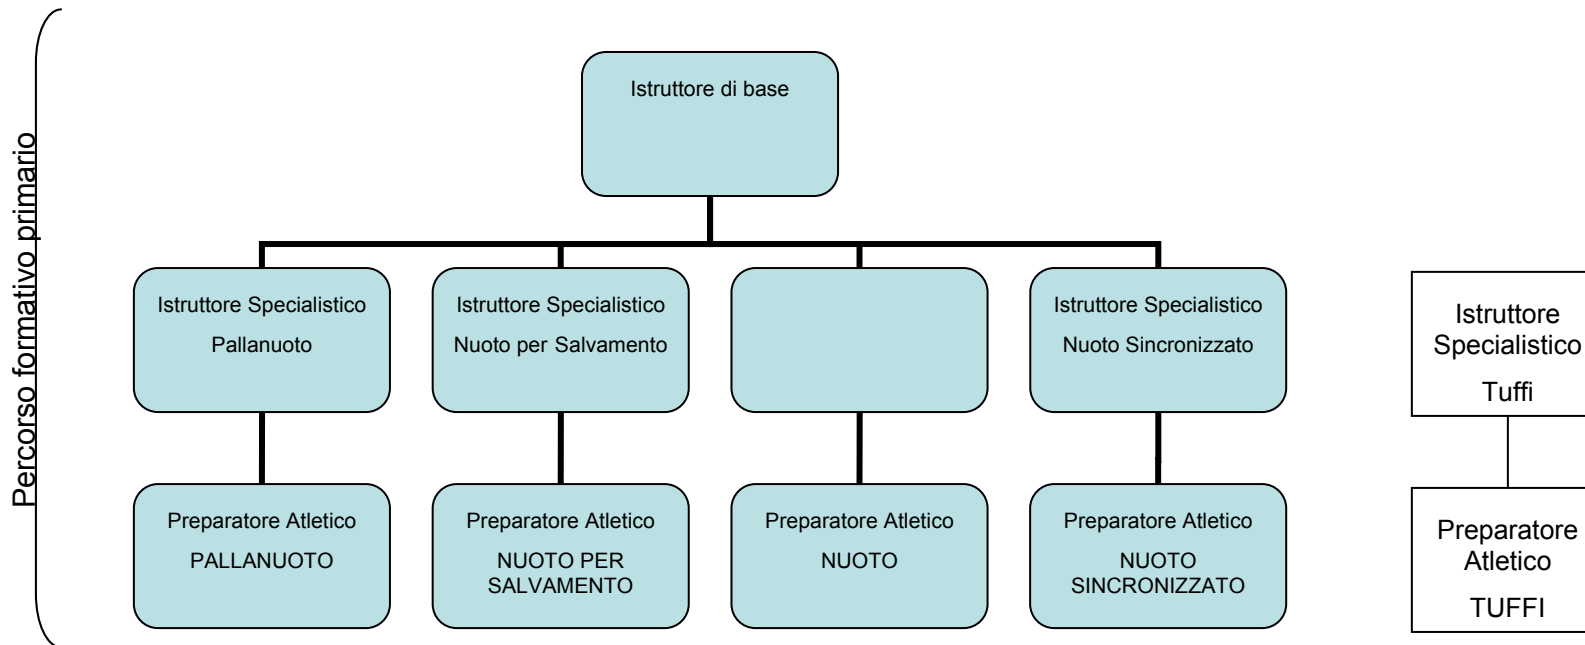 Percorso formativo primario
Istruttore di base
Istruttore Specialistico
Pallanuoto
Istruttore Specialistico
Nuoto per Salvamento
Istruttore Specialistico
Nuoto Sincronizzato
Istruttore
Specialistico
Tuffi
Preparatore Atletico
PALLANUOTO
Preparatore Atletico
NUOTO PER
SALVAMENTO
Preparatore Atletico
NUOTO
Preparatore Atletico
NUOTO
SINCRONIZZATO
Preparatore
Atletico
TUFFI